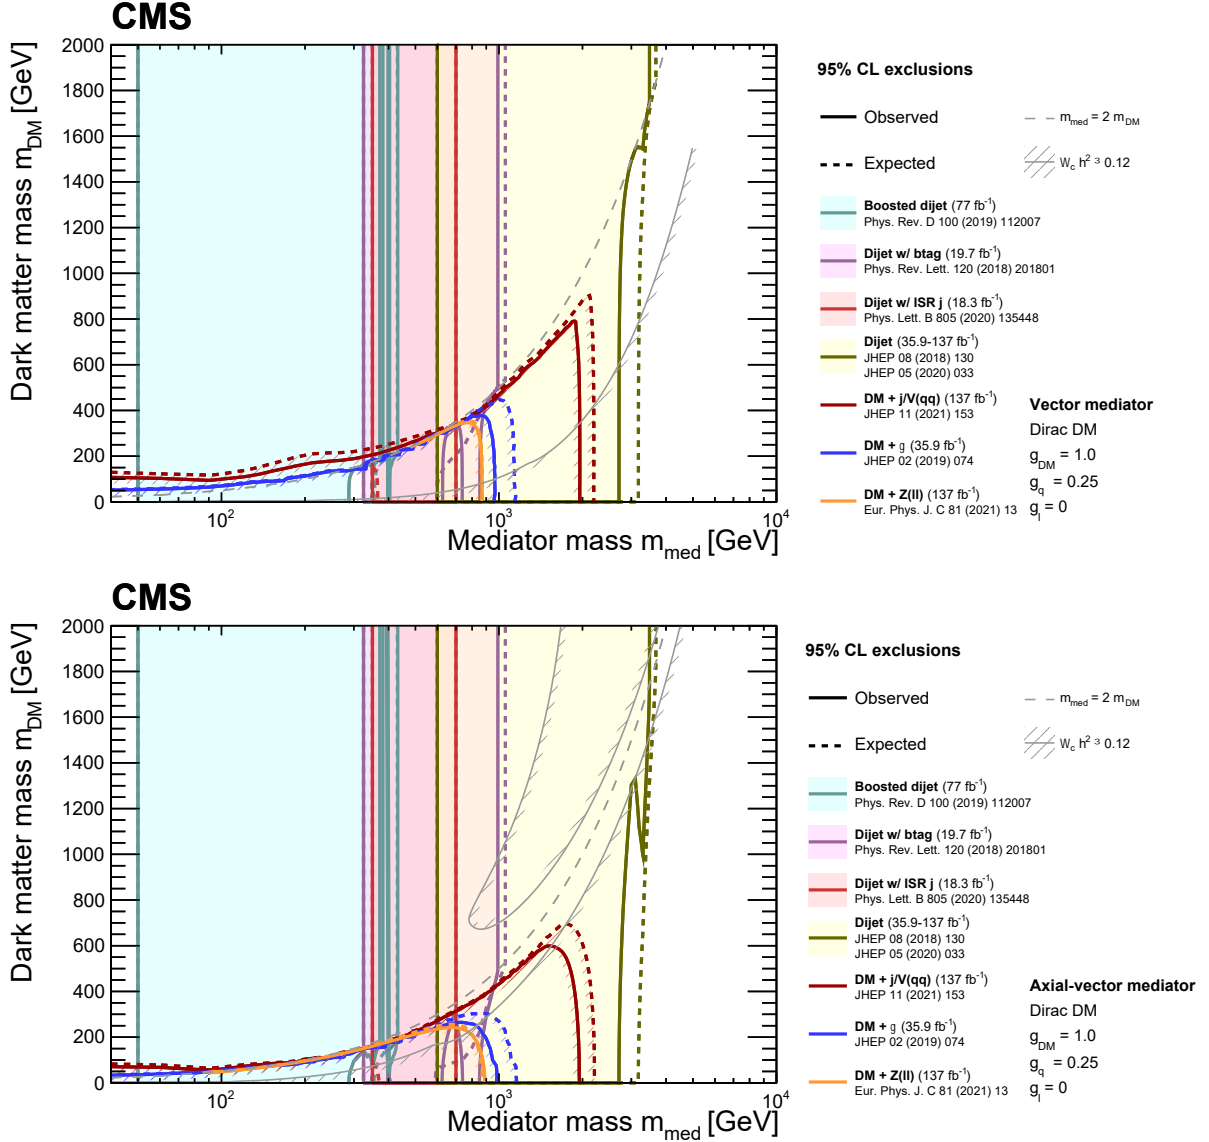 CMS
Dark matter mass m_DM [GeV]
2000
1800
1600
1400
1200
1000
800
600
400
200
0
10^2
10^3
10^4
Mediator mass m_med [GeV]
95% CL exclusions
Observed
m_med = 2 m_DM
Expected
W_c h^2 ³ 0.12
Boosted dijet (77 fb^-1)
Phys. Rev. D 100 (2019) 112007
Dijet w/ btag (19.7 fb^-1)
Phys. Rev. Lett. 120 (2018) 201801
Dijet w/ ISR j (18.3 fb^-1)
Phys. Lett. B 805 (2020) 135448
Dijet (35.9-137 fb^-1)
JHEP 08 (2018) 130
JHEP 05 (2020) 033
DM + j/V(qq) (137 fb^-1)
JHEP 11 (2021) 153
DM + g (35.9 fb^-1)
JHEP 02 (2019) 074
DM + Z(ll) (137 fb^-1)
Eur. Phys. J. C 81 (2021) 13
Vector mediator
Dirac DM
g_DM = 1.0
g_q = 0.25
g_l = 0
CMS
Dark matter mass m_DM [GeV]
2000
1800
1600
1400
1200
1000
800
600
400
200
0
10^2
10^3
10^4
Mediator mass m_med [GeV]
95% CL exclusions
Observed
m_med = 2 m_DM
Expected
W_c h^2 ³ 0.12
Boosted dijet (77 fb^-1)
Phys. Rev. D 100 (2019) 112007
Dijet w/ btag (19.7 fb^-1)
Phys. Rev. Lett. 120 (2018) 201801
Dijet w/ ISR j (18.3 fb^-1)
Phys. Lett. B 805 (2020) 135448
Dijet (35.9-137 fb^-1)
JHEP 08 (2018) 130
JHEP 05 (2020) 033
DM + j/V(qq) (137 fb^-1)
JHEP 11 (2021) 153
DM + g (35.9 fb^-1)
JHEP 02 (2019) 074
DM + Z(ll) (137 fb^-1)
Eur. Phys. J. C 81 (2021) 13
Axial-vector mediator
Dirac DM
g_DM = 1.0
g_q = 0.25
g_l = 0